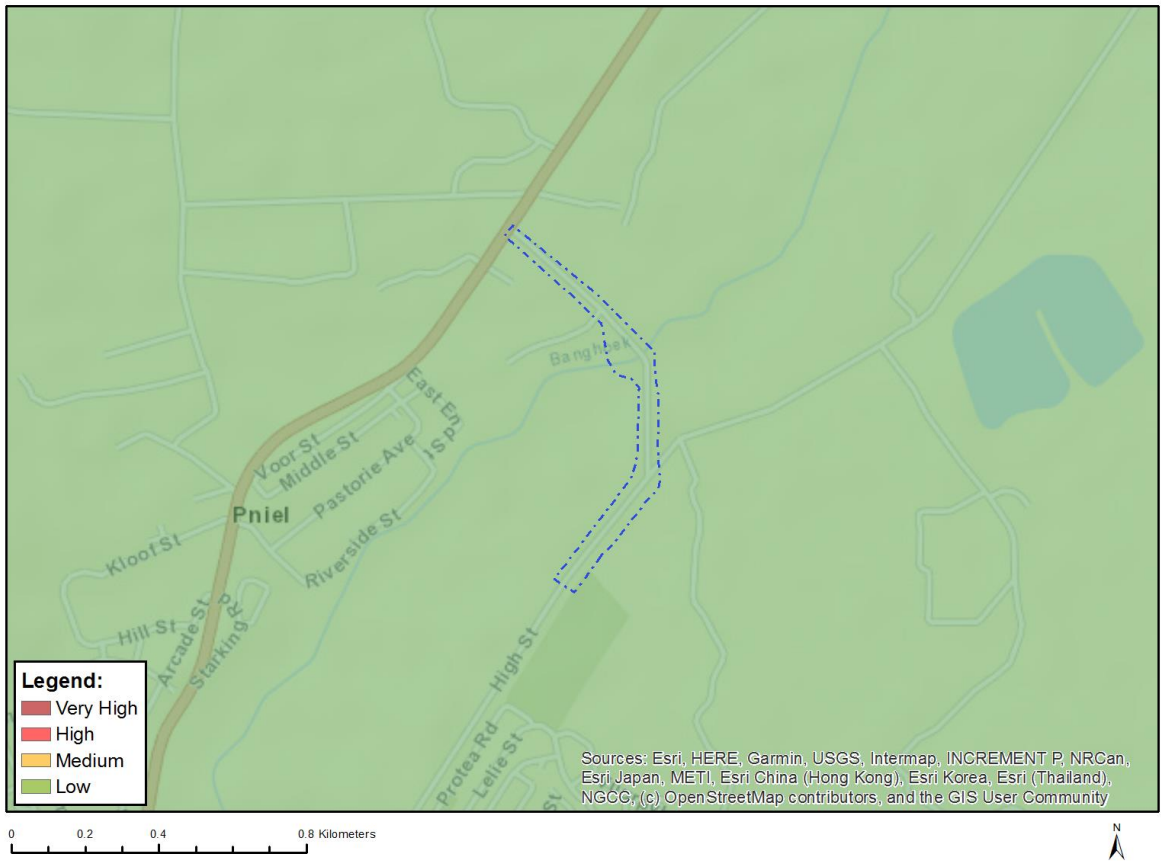 Banghoek
East En
d St
Voor St
Middle St
Pastorie Ave
Pniel
Riverside St
Kloof St
Hill St
Arcade St
Starking Rd
High St
Protea Rd
Lelie St
St
Legend:
Very High
High
Medium
Low
Sources: Esri, HERE, Garmin, USGS, Intermap, INCREMENT P, NRCan,
Esri Japan, METI, Esri China (Hong Kong), Esri Korea, Esri (Thailand),
NGCC, (c) OpenStreetMap contributors, and the GIS User Community
0 0.2 0.4 0.8 Kilometers
N